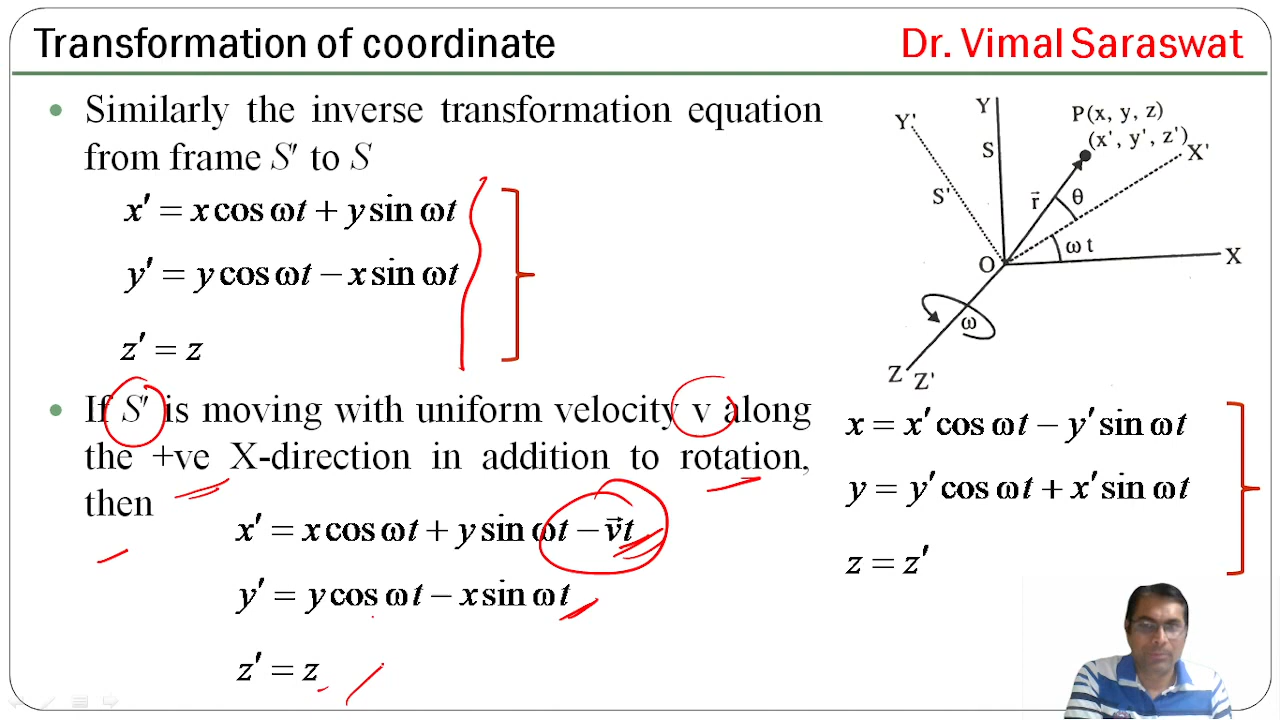 Transformation of coordinate
Dr. Vimal Saraswat
• Similarly the inverse transformation equation
from frame S′ to S
x′ = x cos ωt + y sin ωt
y′ = y cos ωt − x sin ωt
z′ = z
• If S′ is moving with uniform velocity v along
the +ve X-direction in addition to rotation,
then
x′ = x cos ωt + y sin ωt − v⃗t
y′ = y cos ωt − x sin ωt
z′ = z
Y'
Y
S
P(x, y, z)
(x', y', z')
X'
S'
r⃗
θ
ω t
O
X
ω
Z
Z'
x = x′ cos ωt − y′ sin ωt
y = y′ cos ωt + x′ sin ωt
z = z′